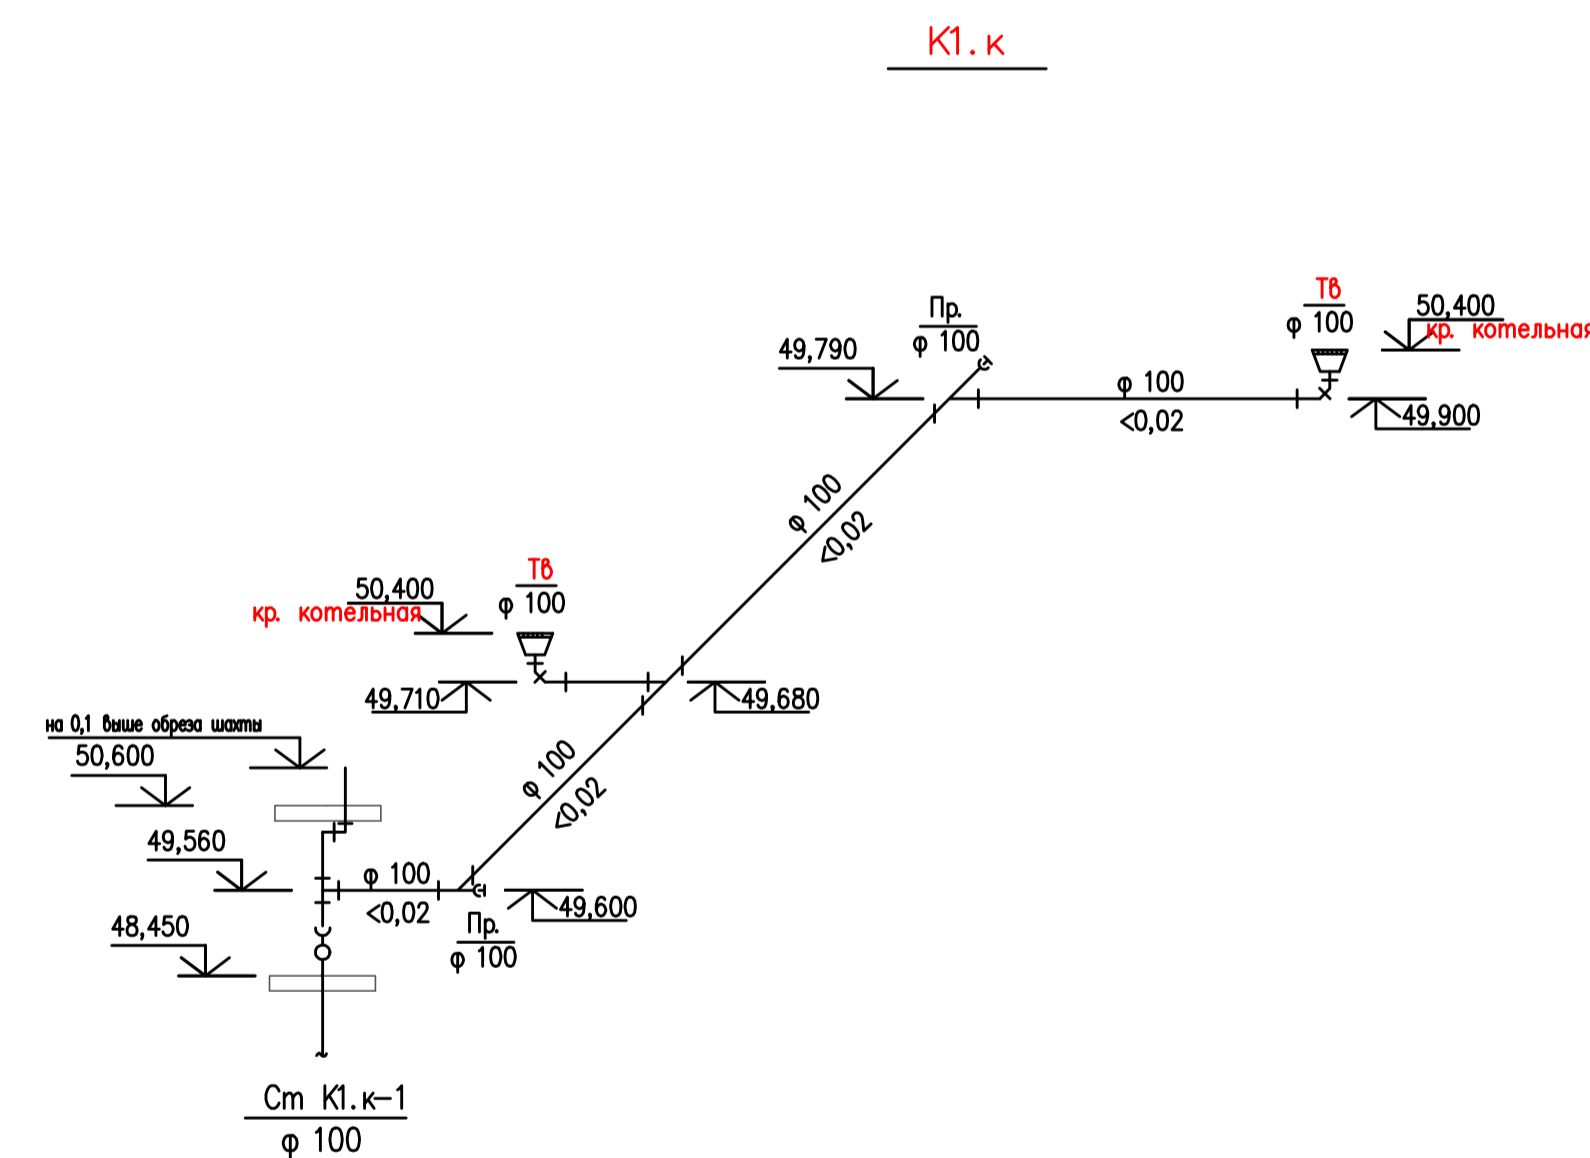 К1.к
Тв
φ 100
50,400
кр. котельная
Пр.
φ 100
49,790
φ 100
<0,02
49,900
φ 100
<0,02
Тв
φ 100
50,400
кр. котельная
49,710
49,680
на 0,1 выше обреза шахты
50,600
φ 100
<0,02
49,560
φ 100
<0,02
49,600
Пр.
φ 100
48,450
Ст К1.к-1
φ 100